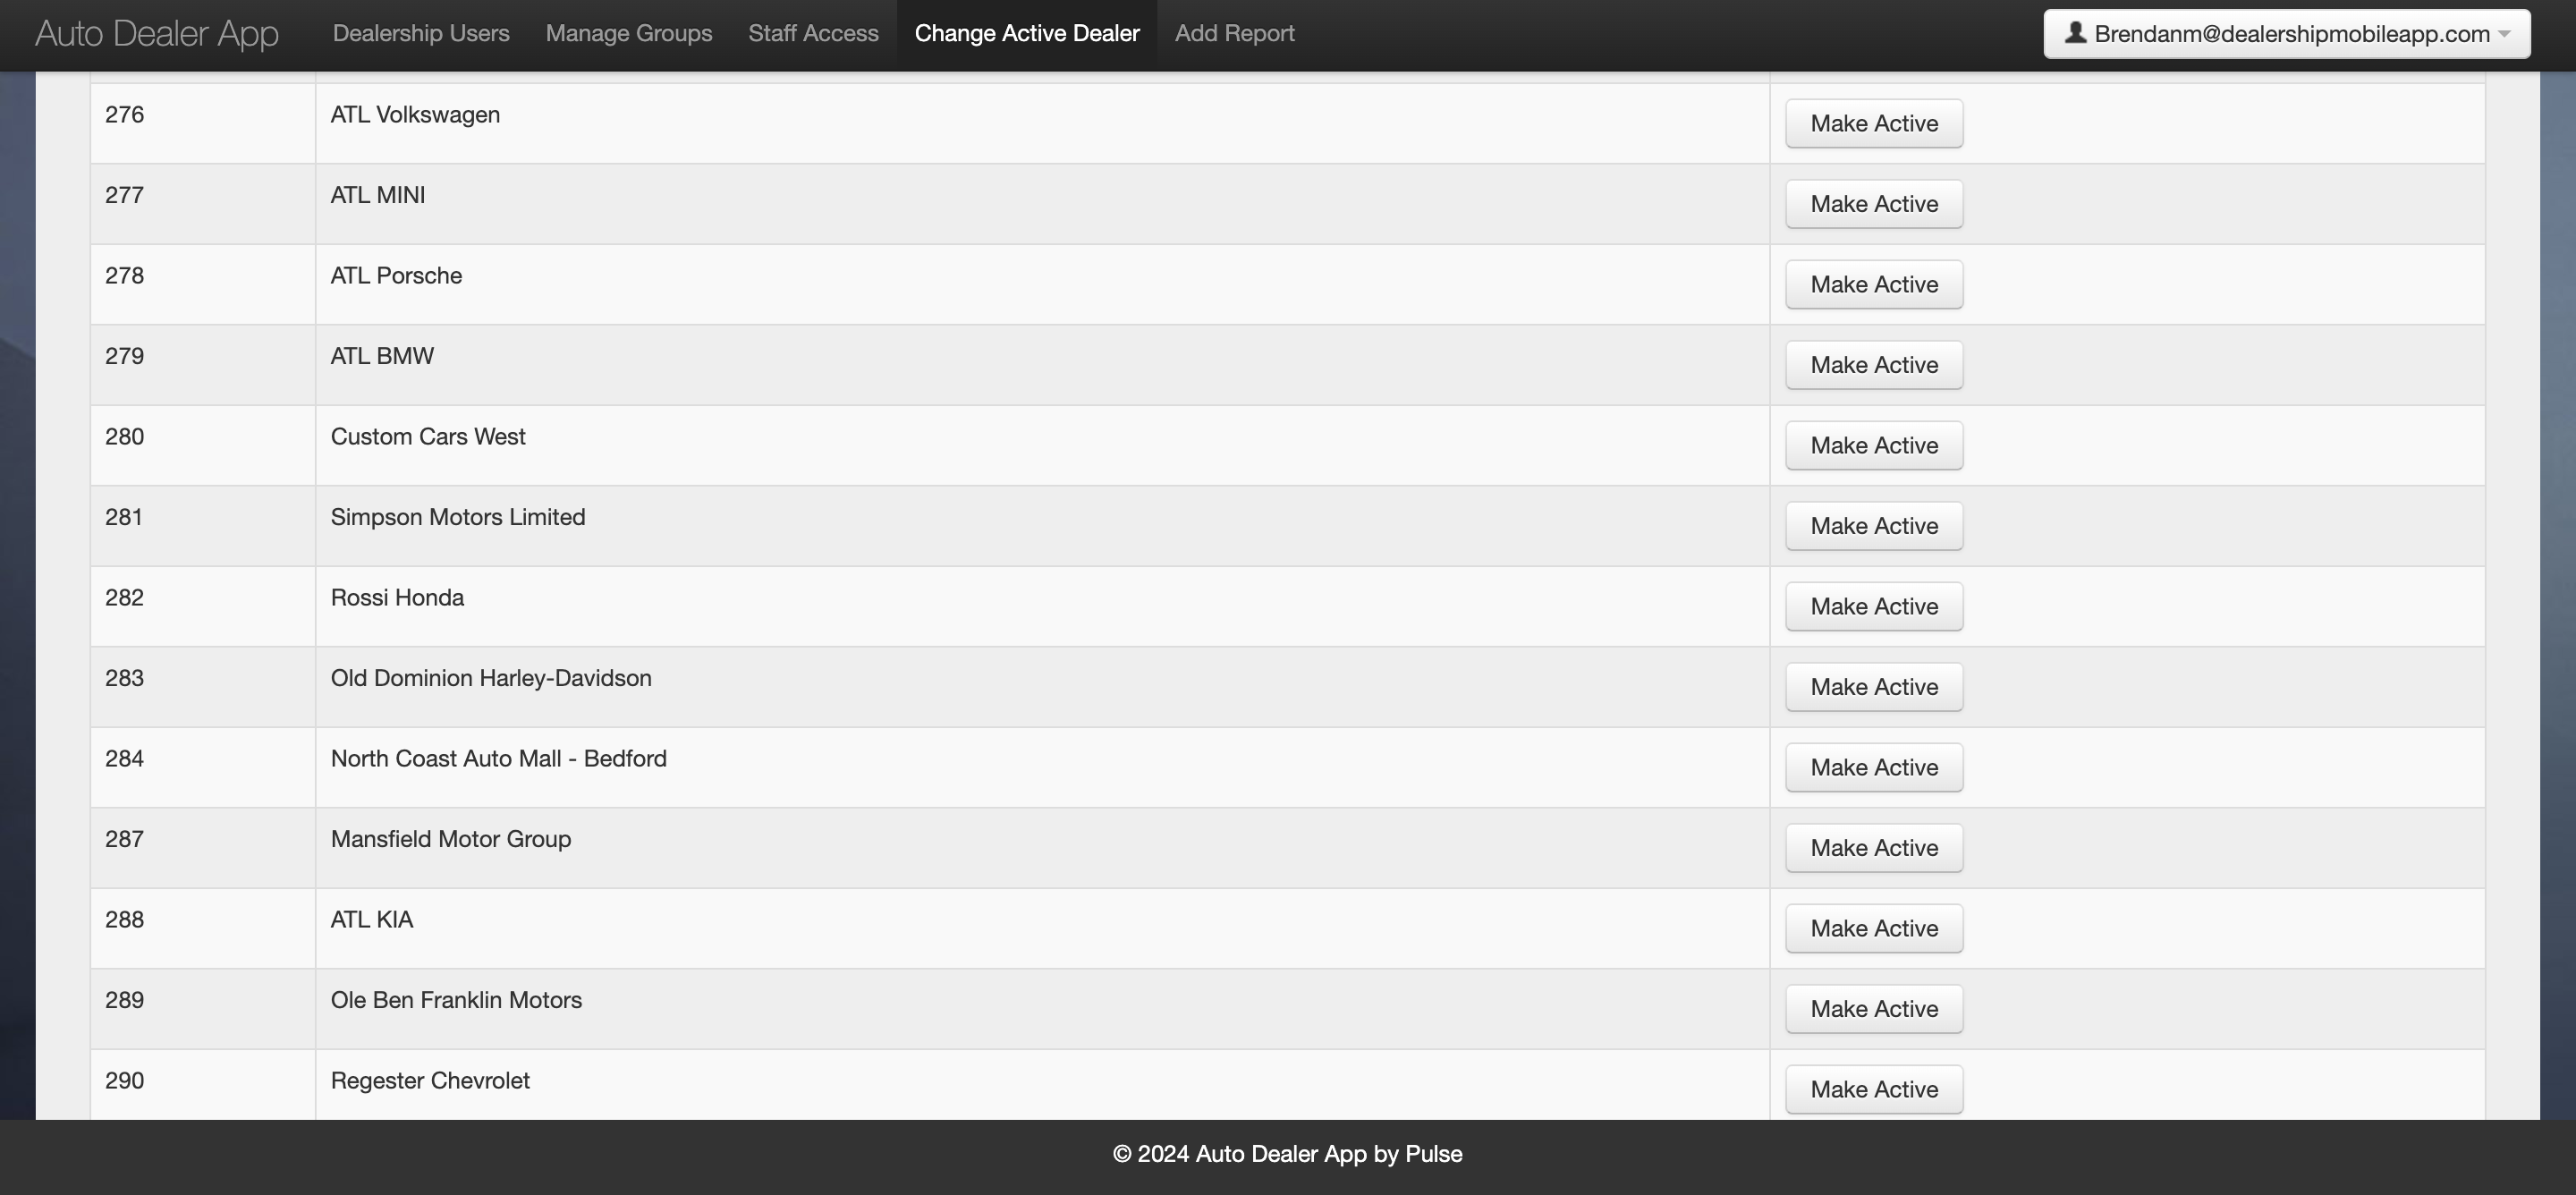 Auto Dealer App Dealership Users Manage Groups Staff Access Change Active Dealer Add Report Brendanm@dealershipmobileapp.com
276 ATL Volkswagen Make Active
277 ATL MINI Make Active
278 ATL Porsche Make Active
279 ATL BMW Make Active
280 Custom Cars West Make Active
281 Simpson Motors Limited Make Active
282 Rossi Honda Make Active
283 Old Dominion Harley-Davidson Make Active
284 North Coast Auto Mall - Bedford Make Active
287 Mansfield Motor Group Make Active
288 ATL KIA Make Active
289 Ole Ben Franklin Motors Make Active
290 Regester Chevrolet Make Active
© 2024 Auto Dealer App by Pulse